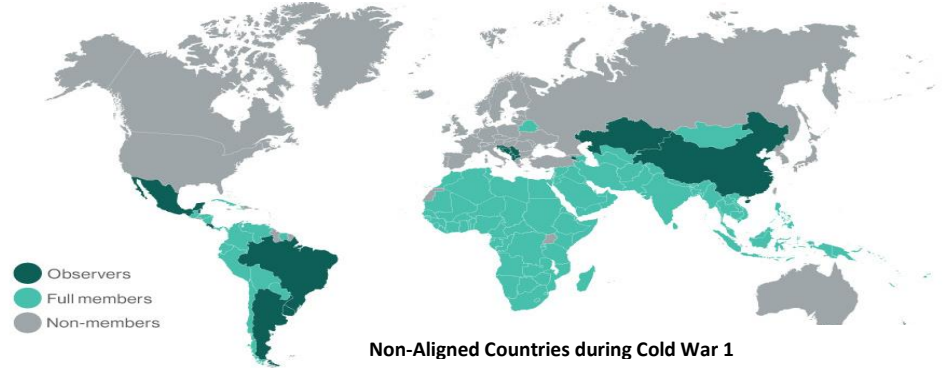 Observers
Full members
Non-members
Non-Aligned Countries during Cold War 1